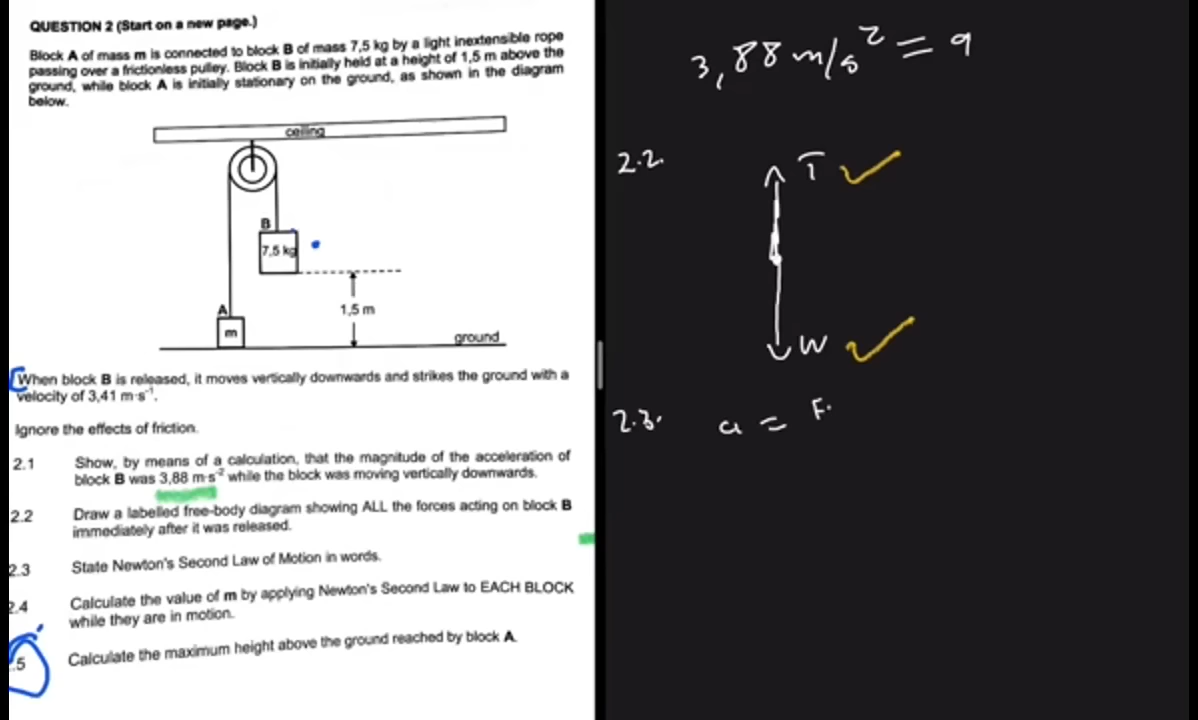 QUESTION 2 (Start on a new page.)
Block A of mass m is connected to block B of mass 7,5 kg by a light inextensible rope
passing over a frictionless pulley. Block B is initially held at a height of 1,5 m above the
ground, while block A is initially stationary on the ground, as shown in the diagram
below.
ceiling
B
7,5 kg
A
1,5 m
m
ground
When block B is released, it moves vertically downwards and strikes the ground with a
velocity of 3,41 m·s⁻¹.
Ignore the effects of friction.
2.1 Show, by means of a calculation, that the magnitude of the acceleration of
block B was 3,88 m·s⁻² while the block was moving vertically downwards.
2.2 Draw a labelled free-body diagram showing ALL the forces acting on block B
immediately after it was released.
2.3 State Newton's Second Law of Motion in words.
2.4 Calculate the value of m by applying Newton's Second Law to EACH BLOCK
while they are in motion.
.5 Calculate the maximum height above the ground reached by block A.
3,88 m/s² = a
2.2.
T
W
2.3. a = F